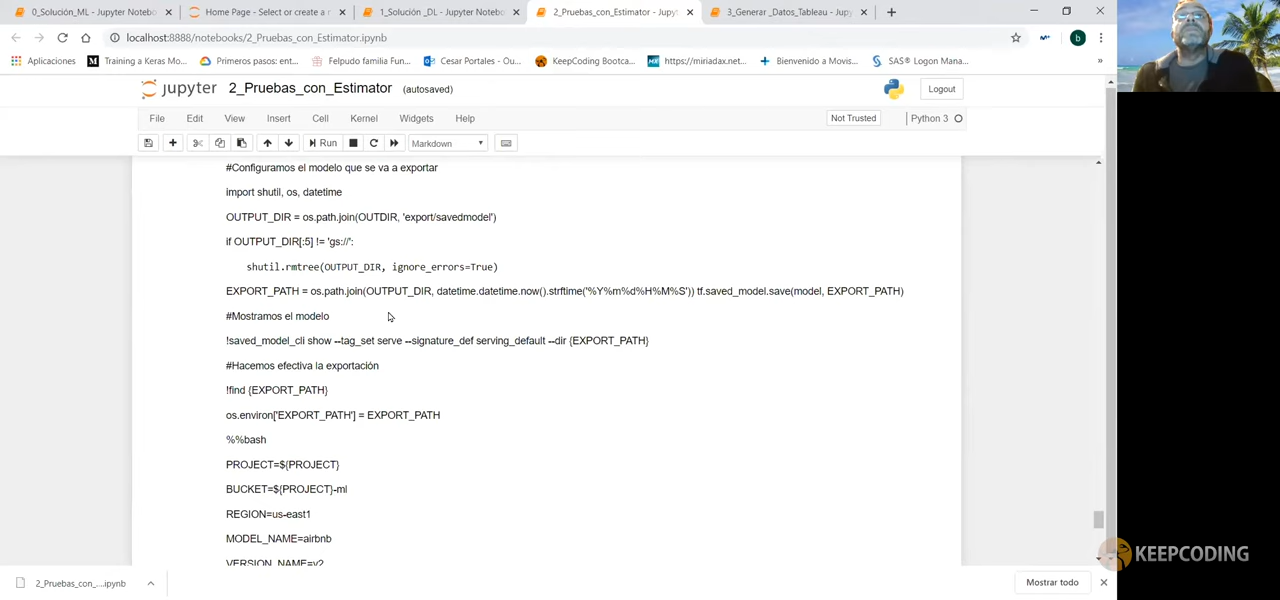 0_Solución_ML - Jupyter Noteb
Home Page - Select or create a r
1_Solución _DL - Jupyter Notebo
2_Pruebas_con_Estimator - Jupyt
3_Generar _Datos_Tableau - Jupy
localhost:8888/notebooks/2_Pruebas_con_Estimator.ipynb
b
Aplicaciones
Training a Keras Mo...
Primeros pasos: ent...
Felpudo familia Fun...
Cesar Portales - Ou...
KeepCoding Bootca...
https://miriadax.net...
Bienvenido a Movis...
SAS® Logon Mana...
»
jupyter 2_Pruebas_con_Estimator (autosaved)
Logout
File Edit View Insert Cell Kernel Widgets Help
Not Trusted
Python 3
Run
Markdown
#Configuramos el modelo que se va a exportar
import shutil, os, datetime
OUTPUT_DIR = os.path.join(OUTDIR, 'export/savedmodel')
if OUTPUT_DIR[:5] != 'gs://':
shutil.rmtree(OUTPUT_DIR, ignore_errors=True)
EXPORT_PATH = os.path.join(OUTPUT_DIR, datetime.datetime.now().strftime('%Y%m%d%H%M%S')) tf.saved_model.save(model, EXPORT_PATH)
#Mostramos el modelo
!saved_model_cli show --tag_set serve --signature_def serving_default --dir {EXPORT_PATH}
#Hacemos efectiva la exportación
!find {EXPORT_PATH}
os.environ['EXPORT_PATH'] = EXPORT_PATH
%%bash
PROJECT=${PROJECT}
BUCKET=${PROJECT}-ml
REGION=us-east1
MODEL_NAME=airbnb
VERSION_NAME=v2
KEEPCODING
2_Pruebas_con_....ipynb
Mostrar todo